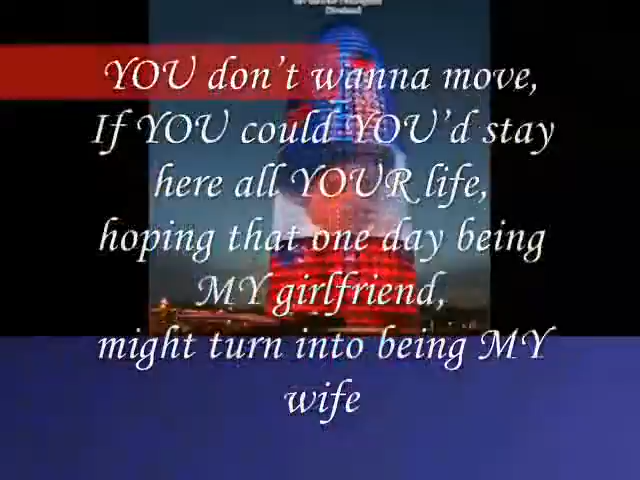 YOU don't wanna move,
If YOU could YOU'd stay
here all YOUR life,
hoping that one day being
MY girlfriend,
might turn into being MY
wife